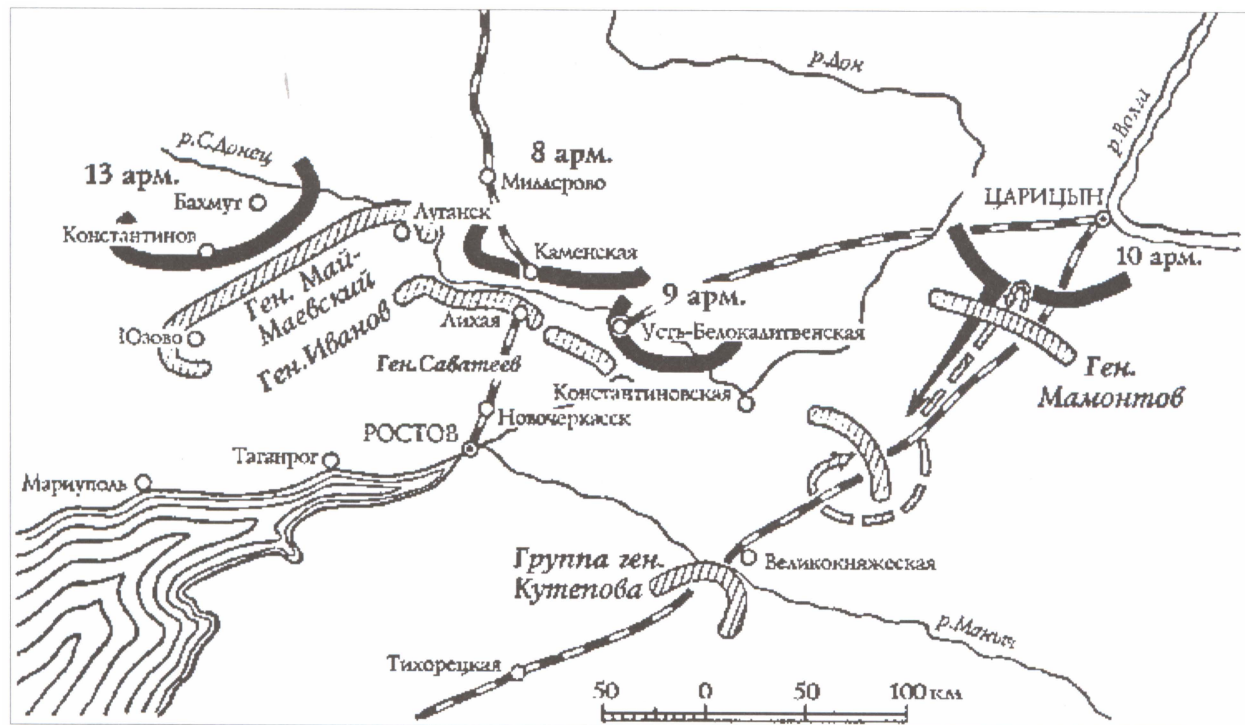 р.Дон
р.Волга
р.С.Донец
13 арм.
8 арм.
Бахмут
Миллерово
Луганск
ЦАРИЦЫН
Константинов
Каменская
10 арм.
9 арм.
Ген. Май-
Маевский
Юзово
Лихая
Усть-Белокалитвенская
Ген.Иванов
Ген.Саватеев
Ген.
Мамонтов
Константиновская
Новочеркасск
РОСТОВ
Таганрог
Мариуполь
Группа ген.
Кутепова
Великокняжеская
р.Маныч
Тихорецкая
50 0 50 100 км